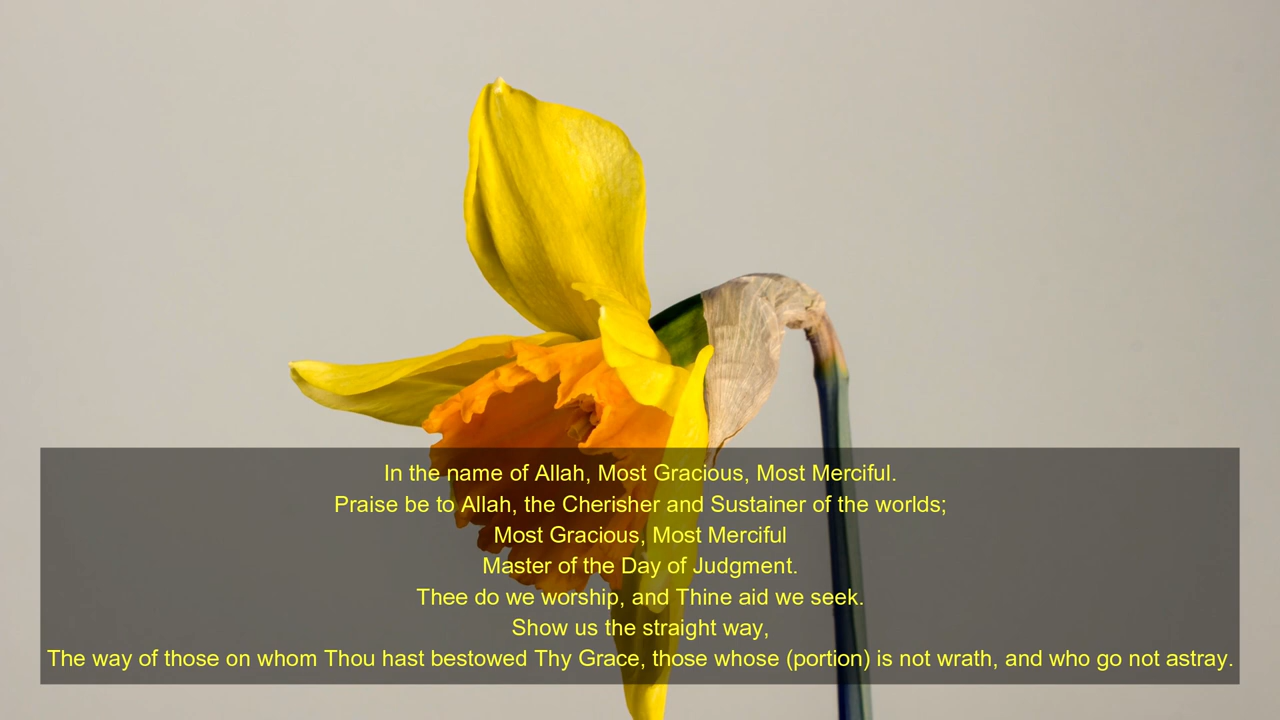 In the name of Allah, Most Gracious, Most Merciful.
Praise be to Allah, the Cherisher and Sustainer of the worlds;
Most Gracious, Most Merciful
Master of the Day of Judgment.
Thee do we worship, and Thine aid we seek.
Show us the straight way,
The way of those on whom Thou hast bestowed Thy Grace, those whose (portion) is not wrath, and who go not astray.